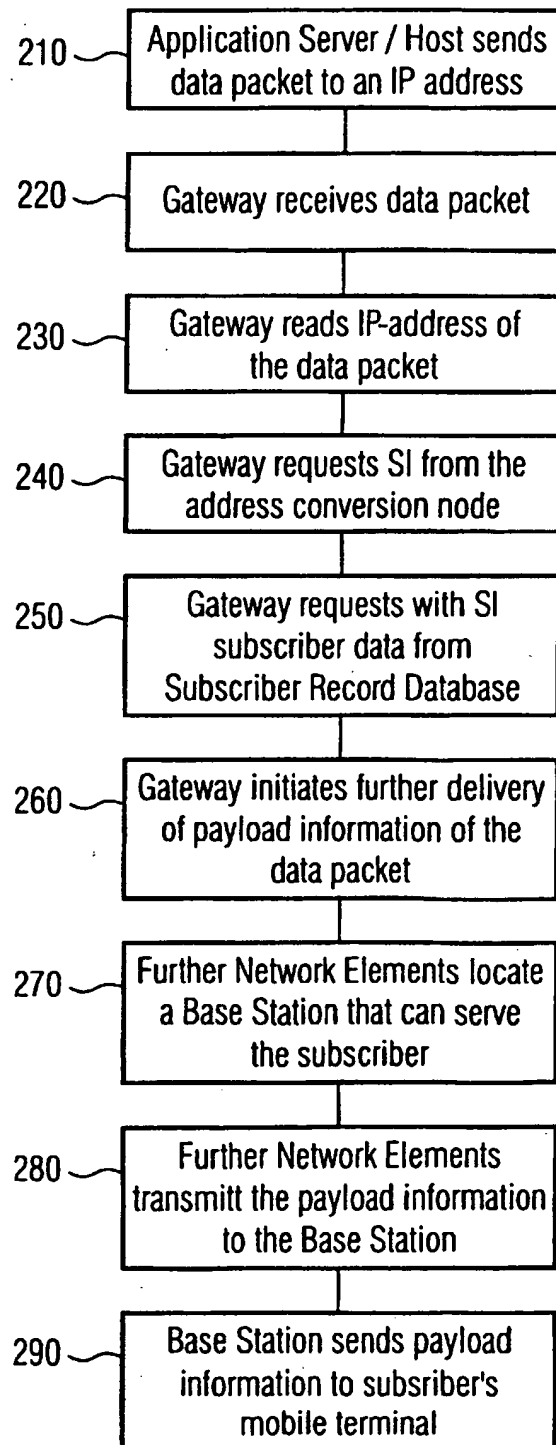 210
Application Server / Host sends
data packet to an IP address
220
Gateway receives data packet
230
Gateway reads IP-address of
the data packet
240
Gateway requests SI from the
address conversion node
250
Gateway requests with SI
subscriber data from
Subscriber Record Database
260
Gateway initiates further delivery
of payload information of the
data packet
270
Further Network Elements locate
a Base Station that can serve
the subscriber
280
Further Network Elements
transmitt the payload information
to the Base Station
290
Base Station sends payload
information to subsriber's
mobile terminal